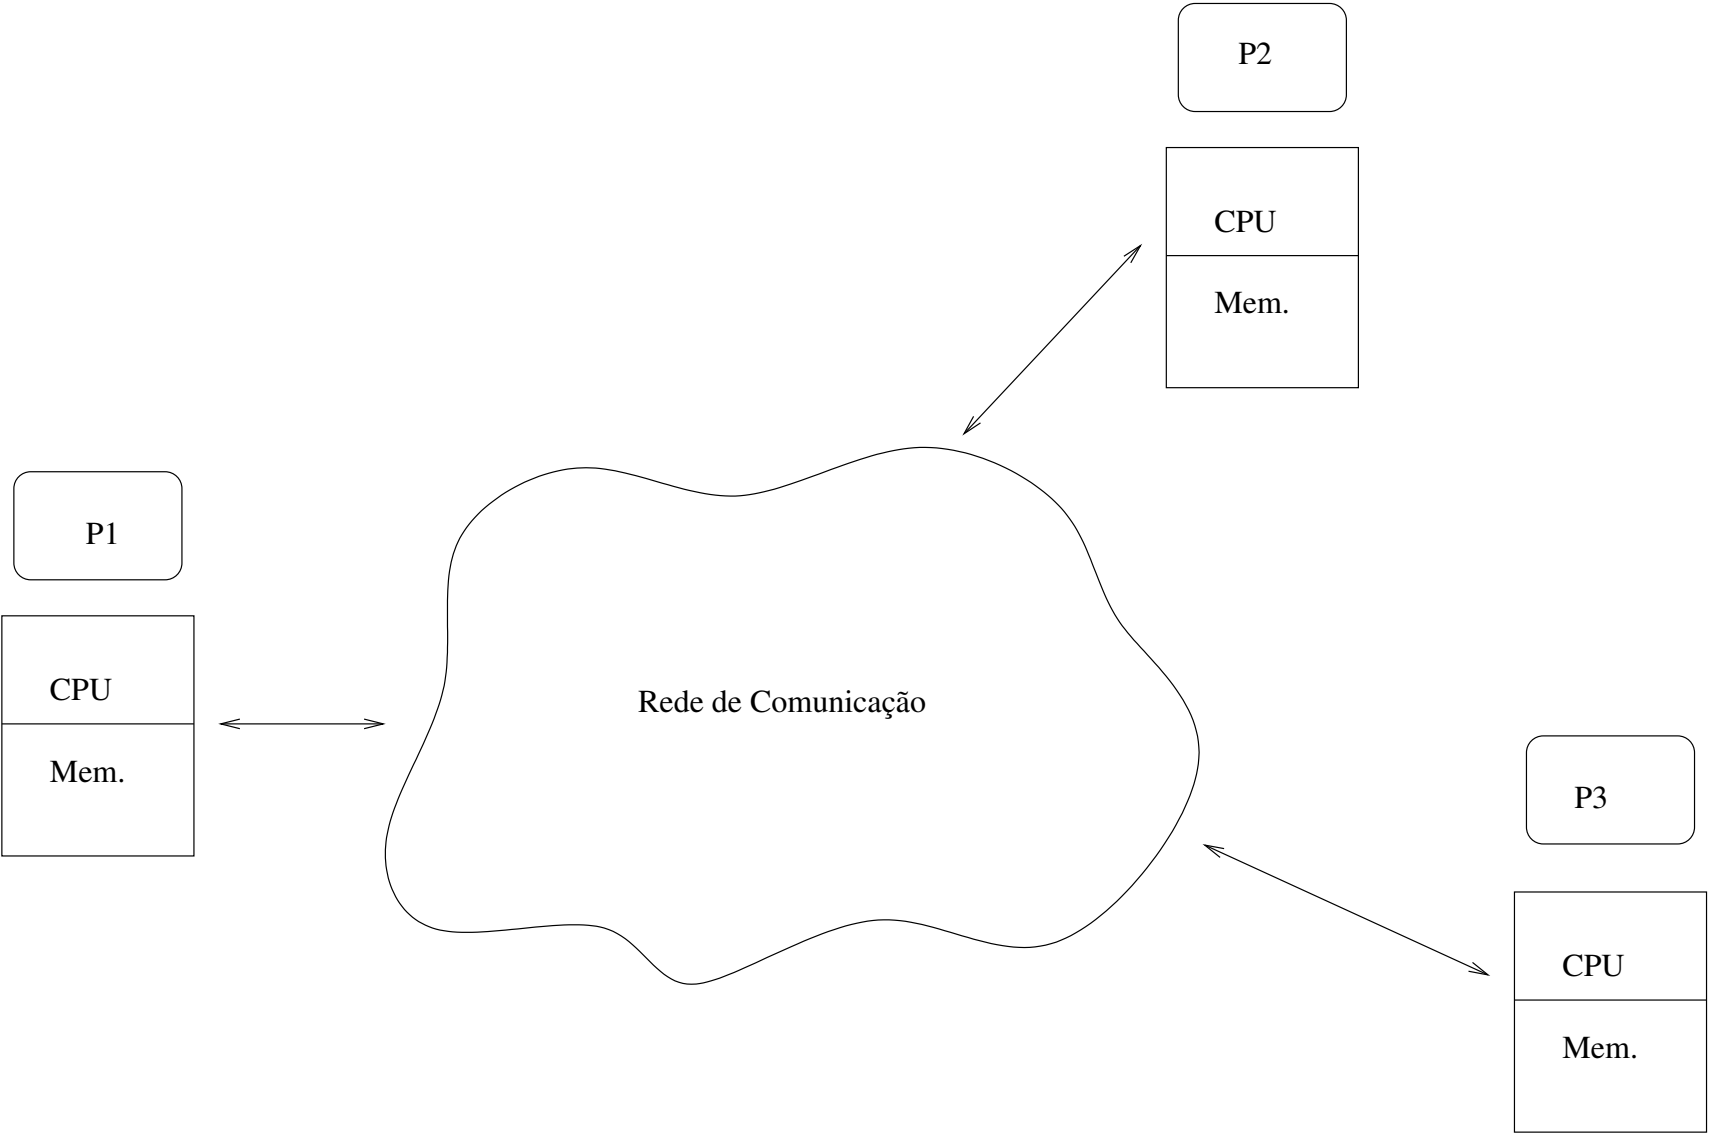 P2
CPU
Mem.
P1
CPU
Mem.
Rede de Comunicação
P3
CPU
Mem.